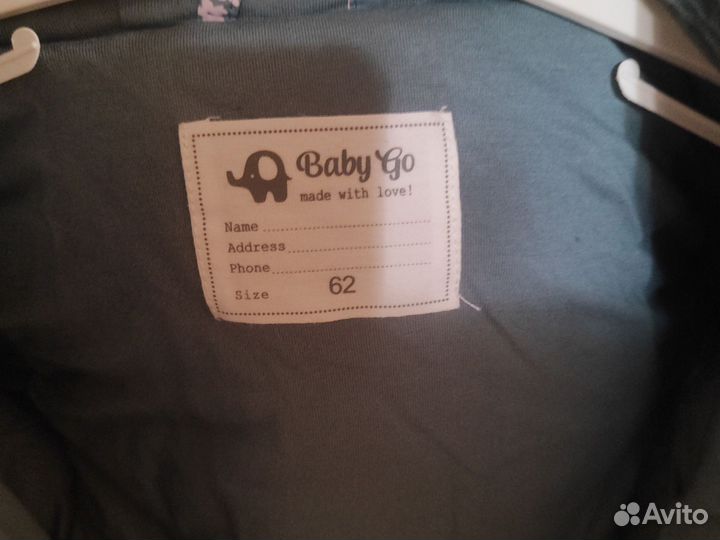 Baby Go
made with love!
Name
Address
Phone
Size 62
Avito